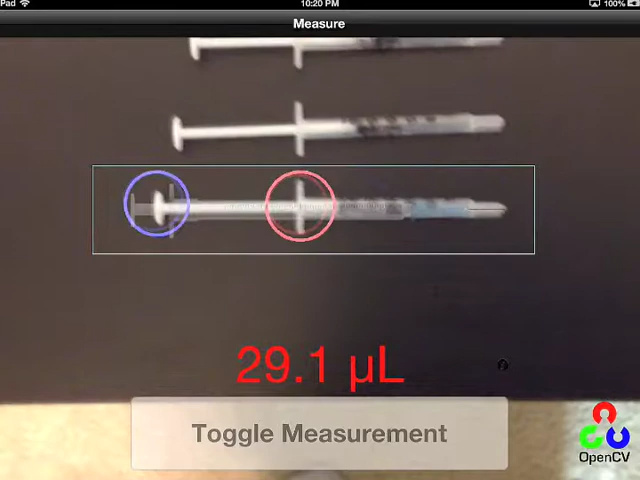 Pad 10:20 PM 100%
Measure
29.1 µL
Toggle Measurement
OpenCV